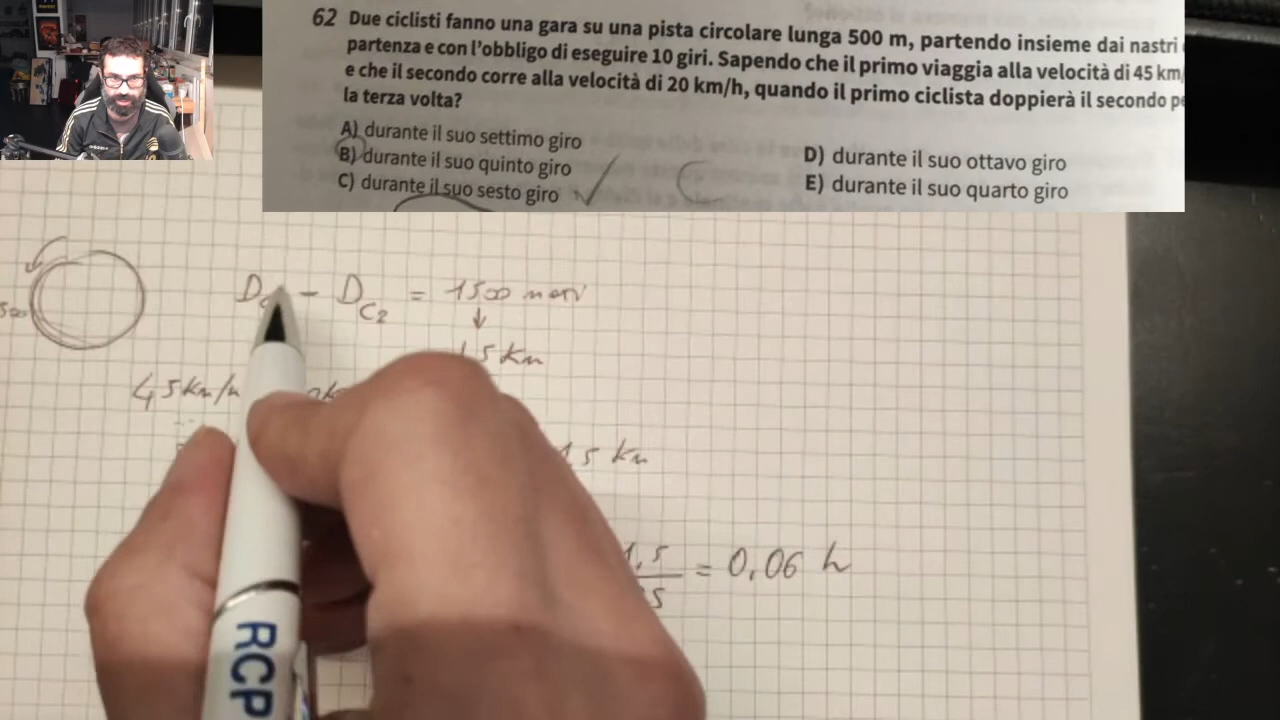 62 Due ciclisti fanno una gara su una pista circolare lunga 500 m, partendo insieme dai nastri
partenza e con l'obbligo di eseguire 10 giri. Sapendo che il primo viaggia alla velocità di 45 km/
e che il secondo corre alla velocità di 20 km/h, quando il primo ciclista doppierà il secondo pe
la terza volta?
A) durante il suo settimo giro
B) durante il suo quinto giro
C) durante il suo sesto giro
D) durante il suo ottavo giro
E) durante il suo quarto giro
D - D C2 = 1500 metri
1,5 km
45 km/h
1,5 km
1,5
= 0,06 h
RCP